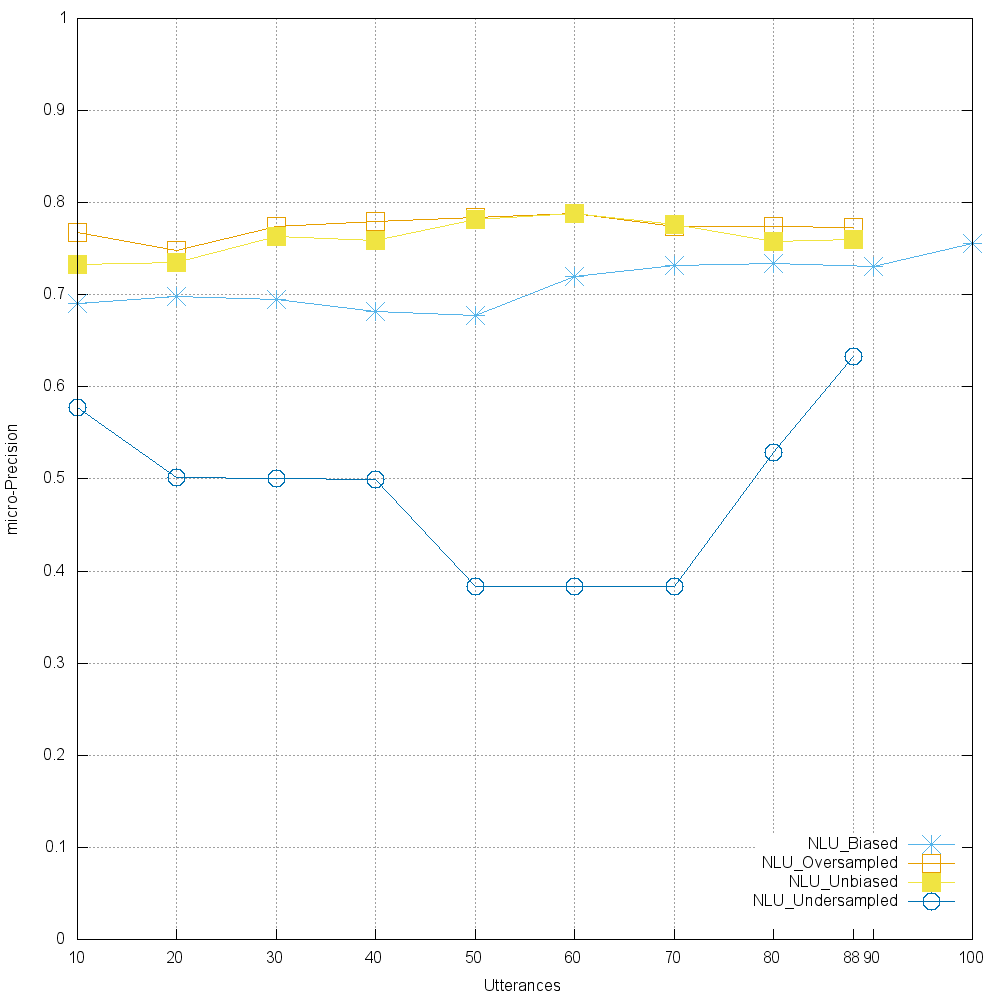 1
0.9
0.8
0.7
0.6
0.5
0.4
0.3
0.2
0.1
0
micro-Precision
10 20 30 40 50 60 70 80 88 90 100
Utterances
NLU_Biased
NLU_Oversampled
NLU_Unbiased
NLU_Undersampled